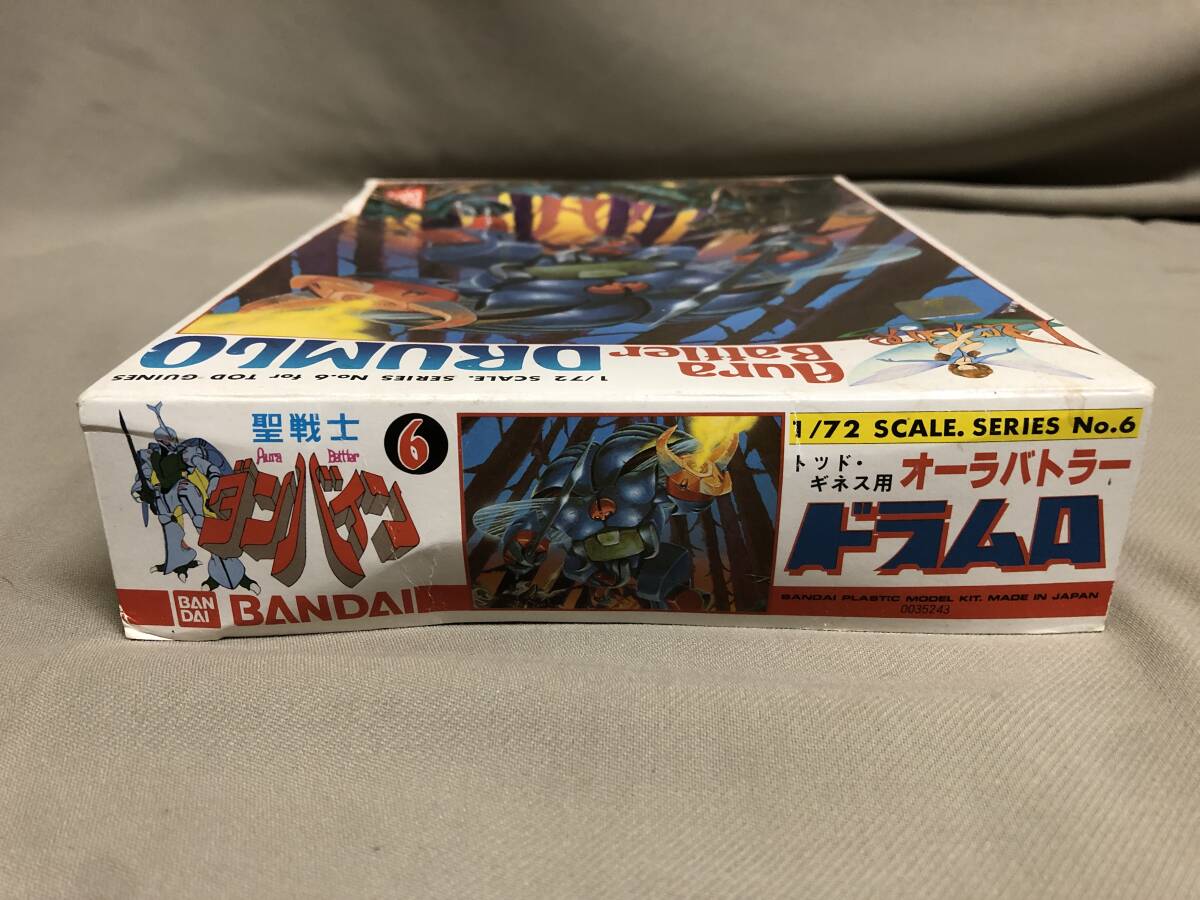 Aura
Battler
DRUMLO
1/72 SCALE. SERIES No.6 for TOD GUINES
聖戦士
Aura Battler
ダンバイン
6
BAN
DAI
BANDAI
1/72 SCALE. SERIES No.6
トッド・
ギネス用
オーラバトラー
ドラムロ
BANDAI PLASTIC MODEL KIT. MADE IN JAPAN
0035243